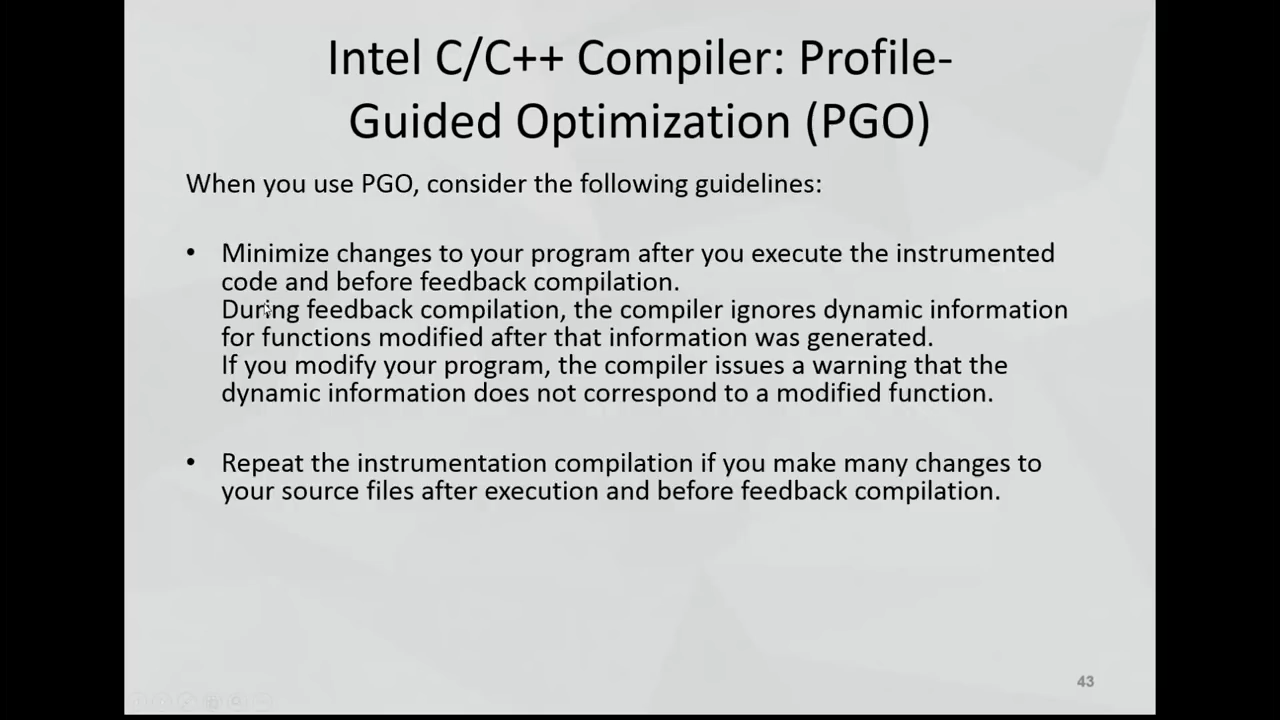 Intel C/C++ Compiler: Profile-
Guided Optimization (PGO)
When you use PGO, consider the following guidelines:
• Minimize changes to your program after you execute the instrumented
code and before feedback compilation.
During feedback compilation, the compiler ignores dynamic information
for functions modified after that information was generated.
If you modify your program, the compiler issues a warning that the
dynamic information does not correspond to a modified function.
• Repeat the instrumentation compilation if you make many changes to
your source files after execution and before feedback compilation.
43